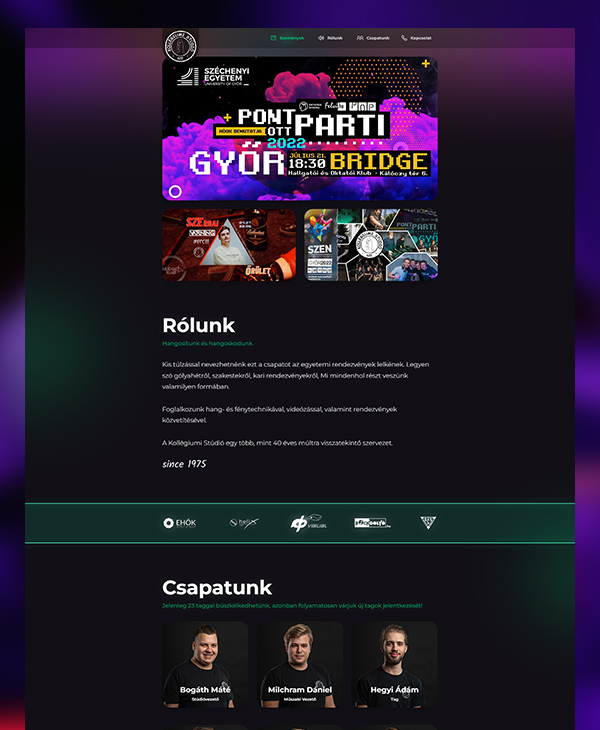 Események
Rólunk
Csapatunk
Kapcsolat
SZÉCHENYI
EGYETEM
UNIVERSITY OF GYŐR
PONT
OTT
PARTI
HÖOK BEMUTATJA
2022
GYŐR
JÚLIUS 21.
18:30
BRIDGE
Hallgatói és Oktatói Klub - Kálóczy tér 6.
ŐRÜLET
SZEN
GYŐR2022
PARTI
Rólunk
Hangosítunk és hangoskodunk.
Kis túlzással nevezhetnénk ezt a csapatot az egyetemi rendezvények lelkének. Legyen
szó gólyahétről, szakestekről, kari rendezvényekről, Mi mindenhol részt veszünk
valamilyen formában.
Foglalkozunk hang- és fénytechnikával, videózással, valamint rendezvények
közvetítésével.
A Kollégiumi Stúdió egy több, mint 40 éves múltra visszatekintő szervezet.
since 1975
EHÖK
Csapatunk
Jelenleg 23 taggal büszkélkedhetünk, azonban folyamatosan várjuk új tagok jelentkezését!
Bogáth Máté
Stúdióvezető
Milchram Dániel
Műszaki Vezető
Hegyi Ádám
Tag